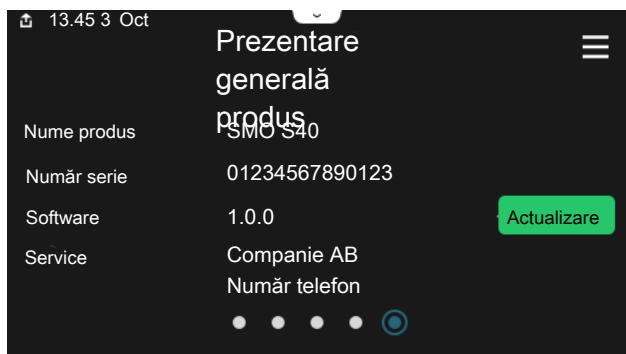 13.45 3 Oct
Prezentare
generală
produs
Nume produs SMO S40
Număr serie 01234567890123
Software 1.0.0 Actualizare
Service Companie AB
Număr telefon